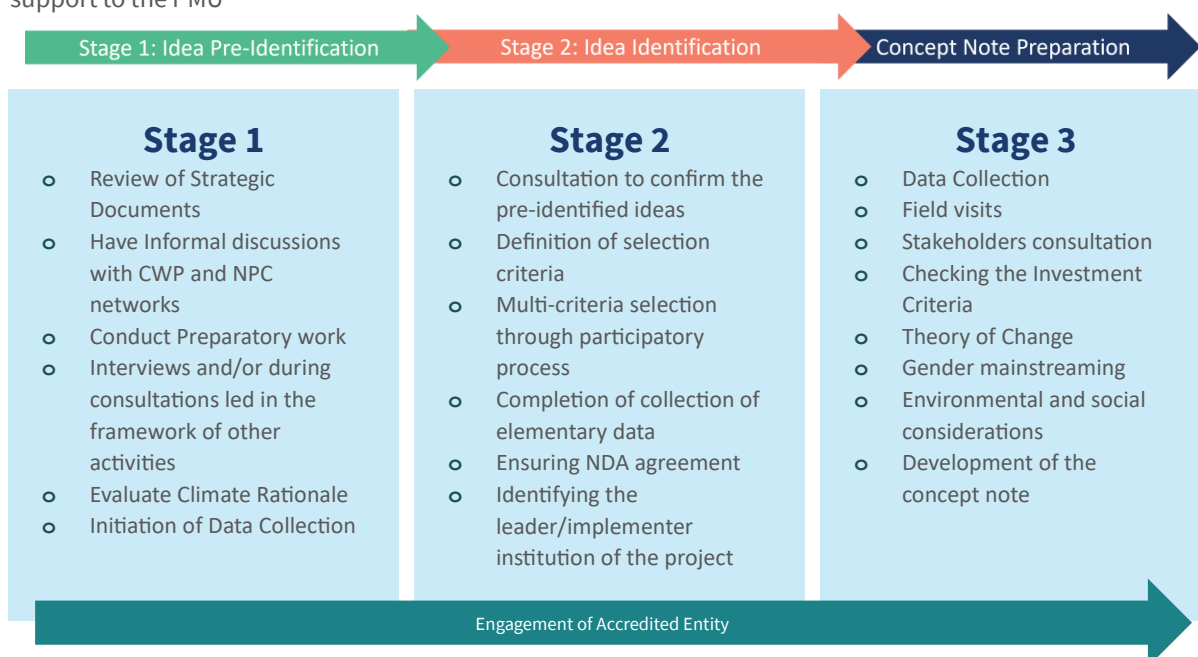 support to the PMU
Stage 1: Idea Pre-Identification
Stage 2: Idea Identification
Concept Note Preparation
Stage 1
o Review of Strategic
Documents
o Have Informal discussions
with CWP and NPC
networks
o Conduct Preparatory work
o Interviews and/or during
consultations led in the
framework of other
activities
o Evaluate Climate Rationale
o Initiation of Data Collection
Stage 2
o Consultation to confirm the
pre-identified ideas
o Definition of selection
criteria
o Multi-criteria selection
through participatory
process
o Completion of collection of
elementary data
o Ensuring NDA agreement
o Identifying the
leader/implementer
institution of the project
Stage 3
o Data Collection
o Field visits
o Stakeholders consultation
o Checking the Investment
Criteria
o Theory of Change
o Gender mainstreaming
o Environmental and social
considerations
o Development of the
concept note
Engagement of Accredited Entity